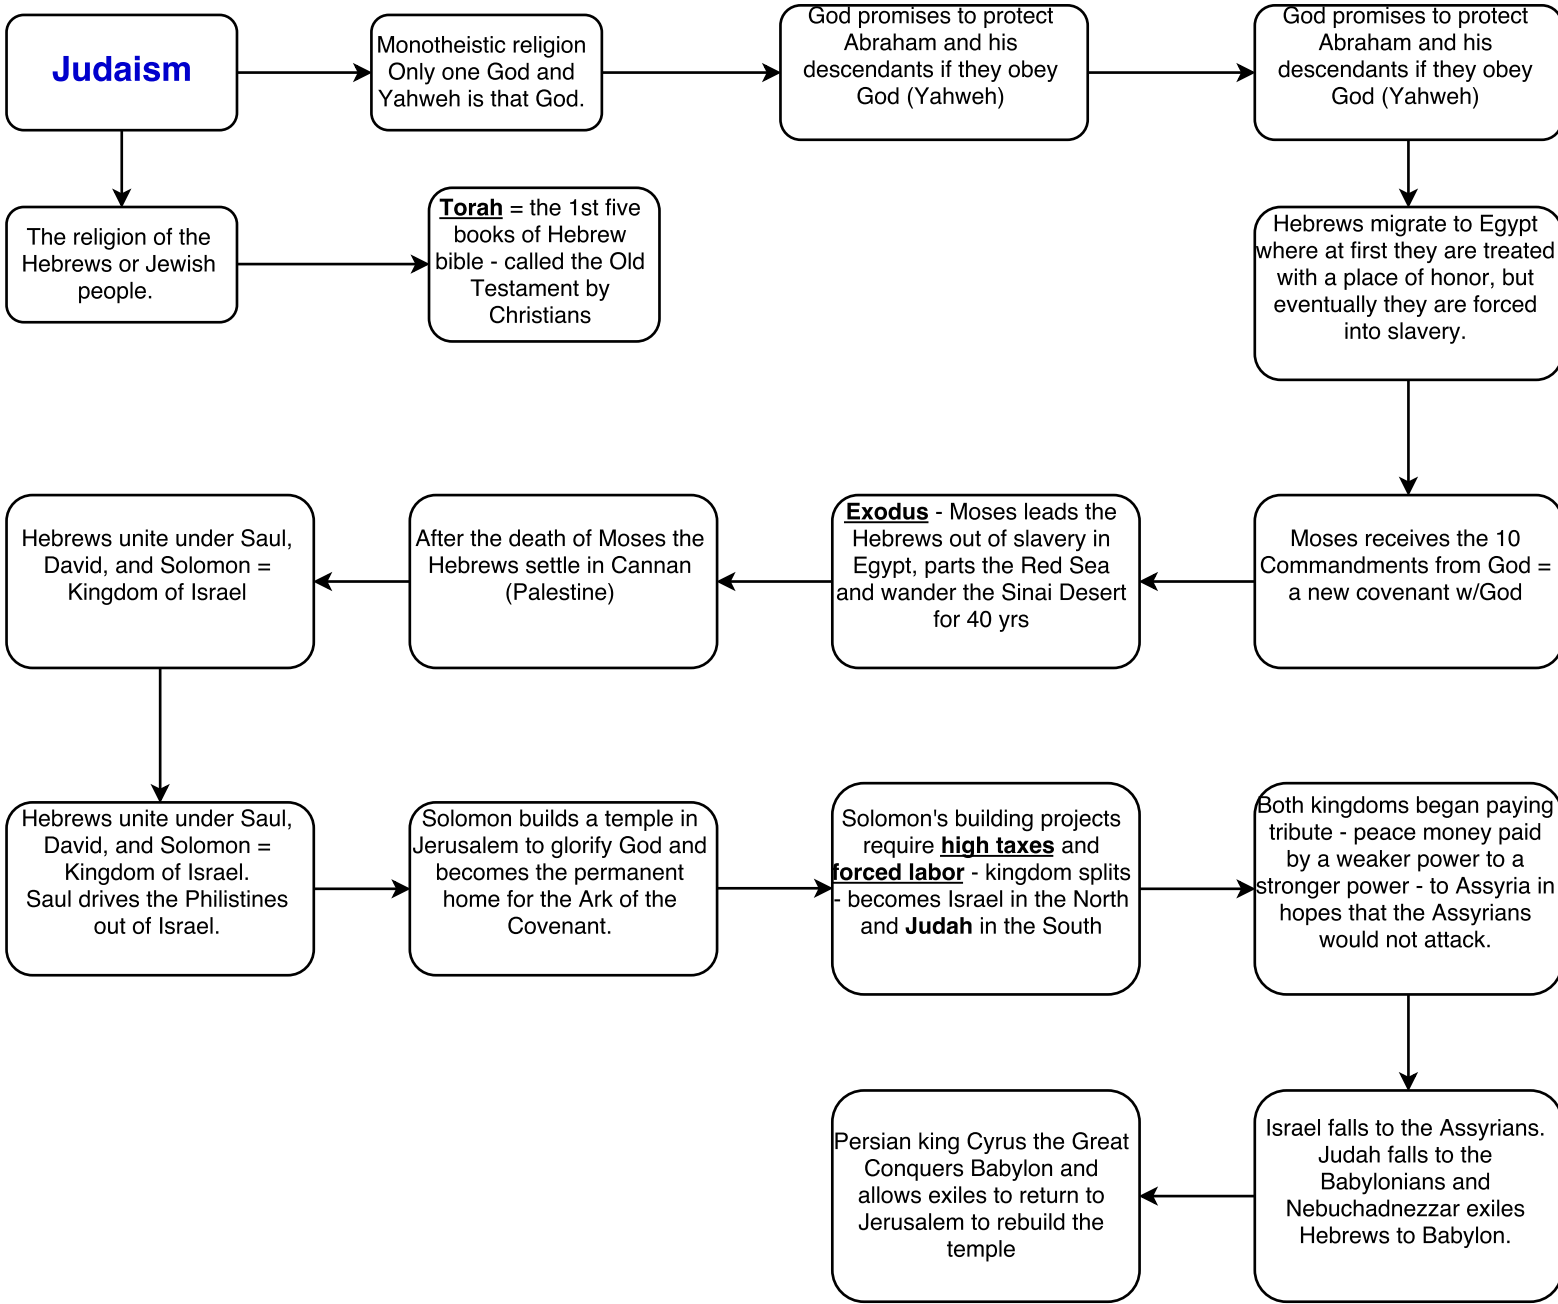 Judaism
Monotheistic religion
Only one God and
Yahweh is that God.
God promises to protect
Abraham and his
descendants if they obey
God (Yahweh)
God promises to protect
Abraham and his
descendants if they obey
God (Yahweh)
The religion of the
Hebrews or Jewish
people.
Torah = the 1st five
books of Hebrew
bible - called the Old
Testament by
Christians
Hebrews migrate to Egypt
where at first they are treated
with a place of honor, but
eventually they are forced
into slavery.
Moses receives the 10
Commandments from God =
a new covenant w/God
Exodus - Moses leads the
Hebrews out of slavery in
Egypt, parts the Red Sea
and wander the Sinai Desert
for 40 yrs
After the death of Moses the
Hebrews settle in Cannan
(Palestine)
Hebrews unite under Saul,
David, and Solomon =
Kingdom of Israel
Hebrews unite under Saul,
David, and Solomon =
Kingdom of Israel.
Saul drives the Philistines
out of Israel.
Solomon builds a temple in
Jerusalem to glorify God and
becomes the permanent
home for the Ark of the
Covenant.
Solomon's building projects
require high taxes and
forced labor - kingdom splits
- becomes Israel in the North
and Judah in the South
Both kingdoms began paying
tribute - peace money paid
by a weaker power to a
stronger power - to Assyria in
hopes that the Assyrians
would not attack.
Israel falls to the Assyrians.
Judah falls to the
Babylonians and
Nebuchadnezzar exiles
Hebrews to Babylon.
Persian king Cyrus the Great
Conquers Babylon and
allows exiles to return to
Jerusalem to rebuild the
temple